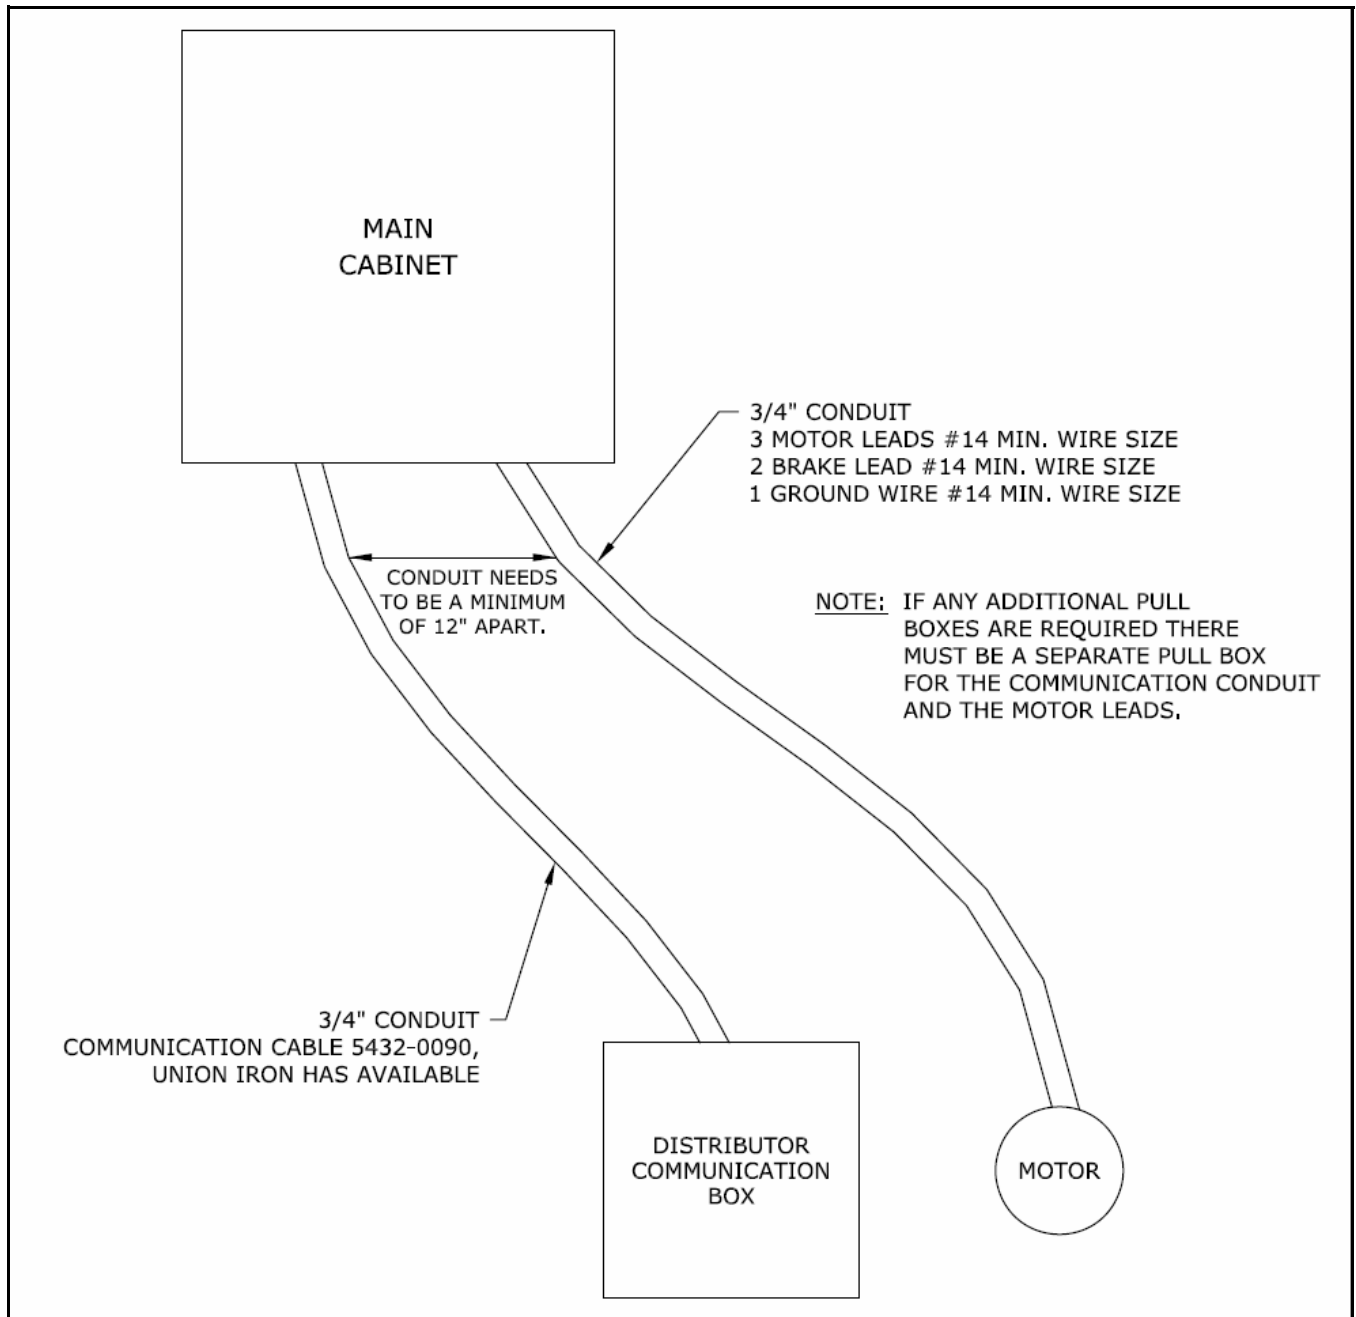 MAIN
CABINET
3/4" CONDUIT
3 MOTOR LEADS #14 MIN. WIRE SIZE
2 BRAKE LEAD #14 MIN. WIRE SIZE
1 GROUND WIRE #14 MIN. WIRE SIZE
CONDUIT NEEDS
TO BE A MINIMUM
OF 12" APART.
NOTE: IF ANY ADDITIONAL PULL
BOXES ARE REQUIRED THERE
MUST BE A SEPARATE PULL BOX
FOR THE COMMUNICATION CONDUIT
AND THE MOTOR LEADS.
3/4" CONDUIT
COMMUNICATION CABLE 5432-0090,
UNION IRON HAS AVAILABLE
DISTRIBUTOR
COMMUNICATION
BOX
MOTOR